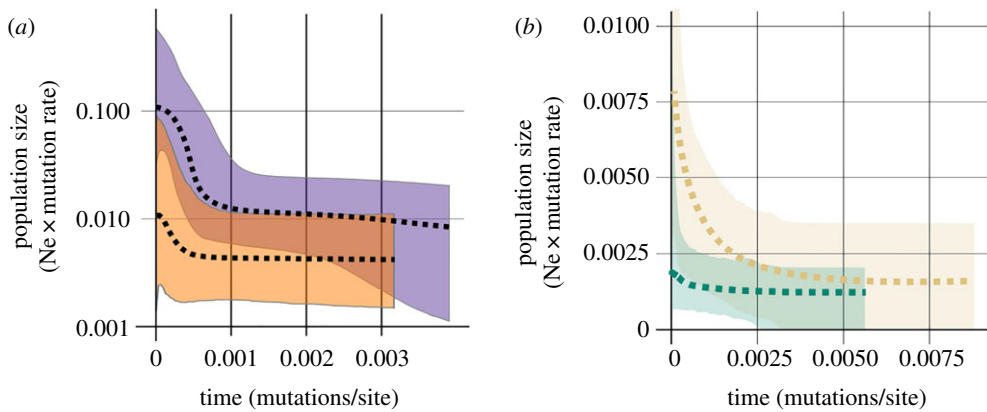 (a)
population size
(Ne × mutation rate)
0.100
0.010
0.001
0
0.001
0.002
0.003
time (mutations/site)
(b)
population size
(Ne × mutation rate)
0.0100
0.0075
0.0050
0.0025
0
0
0.0025
0.0050
0.0075
time (mutations/site)